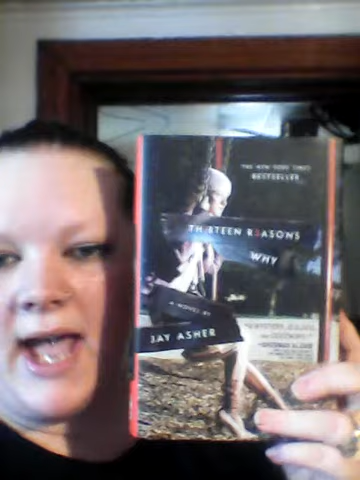 THE NEW YORK TIMES
BESTSELLER
TH1RTEEN R3ASONS
WHY
A NOVEL BY
JAY ASHER